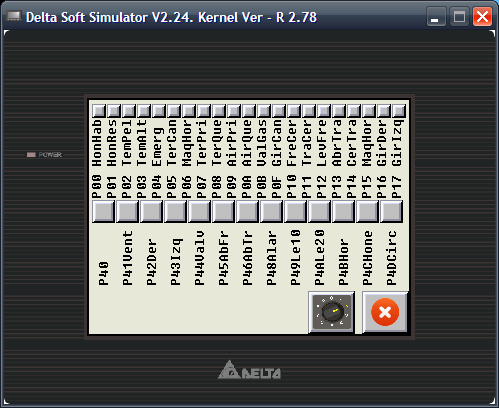 Delta Soft Simulator V2.24. Kernel Ver - R 2.78
POWER
P00 HonHab
P01 HonRes
P02 TemPel
P03 TemAlt
P04 Emerg
P05 TerCan
P06 MaqHor
P07 TerPri
P08 TerQue
P09 AirPri
P0A AirQue
P0B ValGas
P0F GirCan
P10 FreCer
P11 TraCer
P12 LevFre
P13 AbrTra
P14 CerTra
P15 MaqHor
P16 GirDer
P17 GirIzq
P40
P41Vent
P42Der
P43Izq
P44Valv
P45AbFr
P46AbTr
P48Alar
P49Le10
P4ALe20
P4BHor
P4CHone
P4DCirc
DELTA